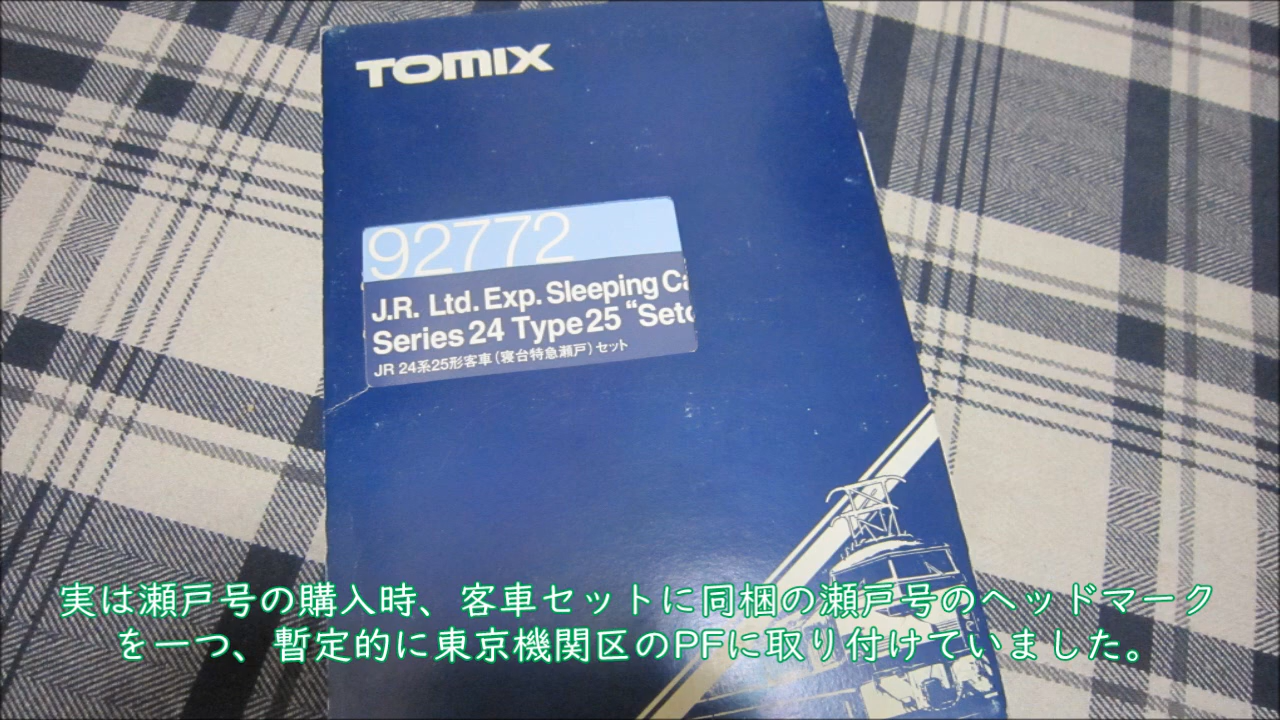 TOMIX
92772
J.R. Ltd. Exp. Sleeping
Series 24 Type 25
JR 24系25形客車(寝台特急瀬戸)セット
実は瀬戸号の購入時、客車セットに同梱の瀬戸号のヘッドマーク
を一つ、暫定的に東京機関区のPFに取り付けていました。